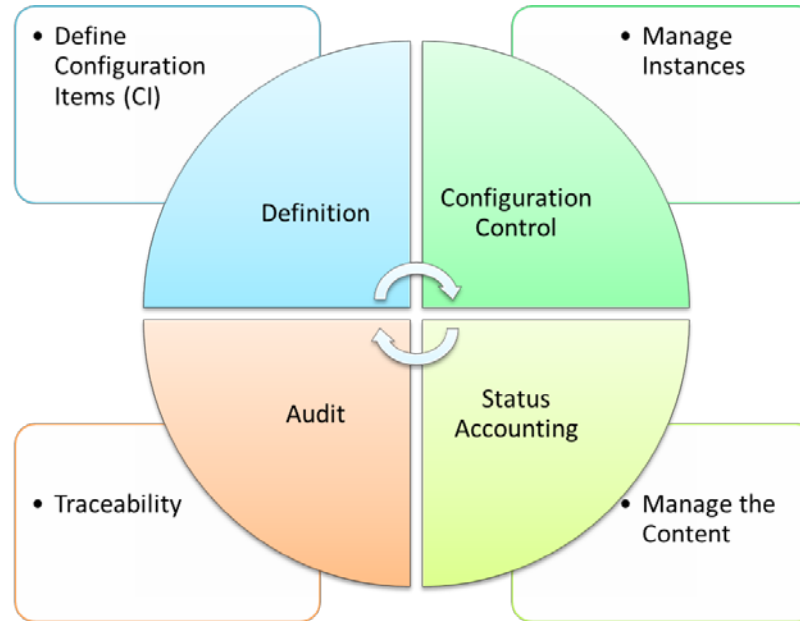 • Define
Configuration
Items (CI)
• Manage
Instances
Definition
Configuration
Control
Audit
Status
Accounting
• Traceability
• Manage the
Content